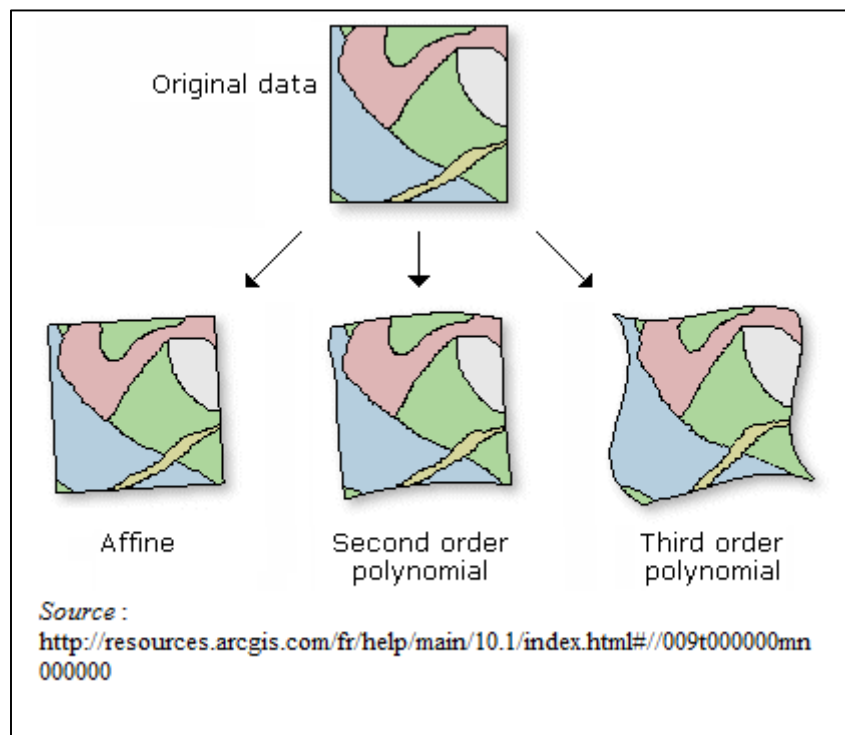 Original data
Affine
Second order
polynomial
Third order
polynomial
Source :
http://resources.arcgis.com/fr/help/main/10.1/index.html#//009t000000mn
000000